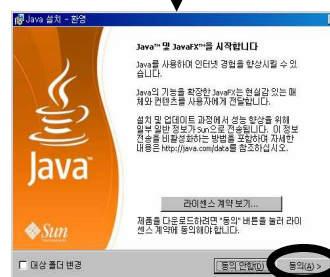 Java 설치 - 환영
Java™ 및 JavaFX™을 시작합니다
Java를 사용하여 인터넷 경험을 향상시킬 수 있
습니다.
Java의 기능을 확장한 JavaFX는 현실감 있는 매
체와 컨텐츠를 사용자에게 전달합니다.
설치 및 업데이트 과정에서 성능 향상을 위해
일부 일반 정보가 Sun으로 전송됩니다. 이 정보
전송을 비활성화하는 방법을 포함하여 자세한
내용은 http://java.com/data를 참조하십시오.
Java
Sun
라이센스 계약 보기...
제품을 다운로드하려면 "동의" 버튼을 눌러 라이
센스 계약에 동의해야 합니다.
대상 폴더 변경
동의 안함(D)
동의(A) >